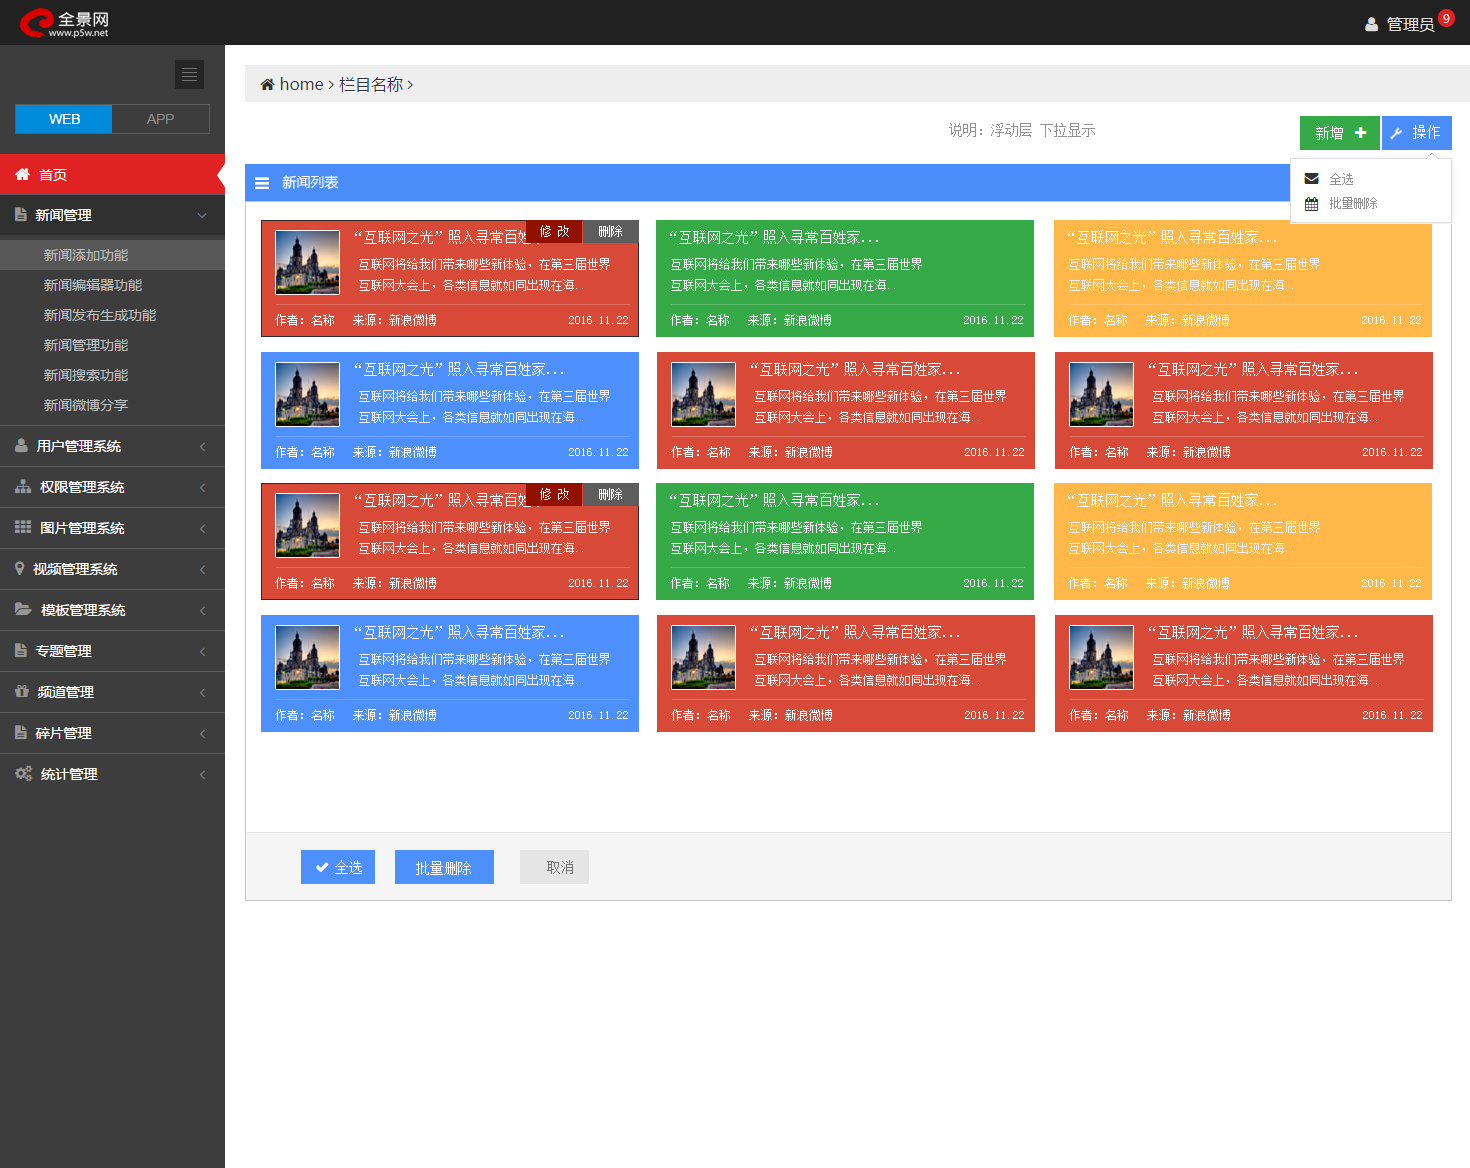 全景网
www.p5w.net
管理员 9
WEB APP
首页
新闻管理
新闻添加功能
新闻编辑器功能
新闻发布生成功能
新闻管理功能
新闻搜索功能
新闻微博分享
用户管理系统
权限管理系统
图片管理系统
视频管理系统
模板管理系统
专题管理
频道管理
碎片管理
统计管理
home > 栏目名称 >
说明：浮动层 下拉显示
新增 操作
全选
批量删除
新闻列表
“互联网之光”照入寻常百姓
修 改 删除
互联网将给我们带来哪些新体验，在第三届世界
互联网大会上，各类信息就如同出现在海..
作者：名称 来源：新浪微博 2016.11.22
“互联网之光”照入寻常百姓家...
互联网将给我们带来哪些新体验，在第三届世界
互联网大会上，各类信息就如同出现在海..
作者：名称 来源：新浪微博 2016.11.22
“互联网之光”照入寻常百姓家...
互联网将给我们带来哪些新体验，在第三届世界
互联网大会上，各类信息就如同出现在海..
作者：名称 来源：新浪微博 2016.11.22
“互联网之光”照入寻常百姓家...
互联网将给我们带来哪些新体验，在第三届世界
互联网大会上，各类信息就如同出现在海..
作者：名称 来源：新浪微博 2016.11.22
“互联网之光”照入寻常百姓家...
互联网将给我们带来哪些新体验，在第三届世界
互联网大会上，各类信息就如同出现在海..
作者：名称 来源：新浪微博 2016.11.22
“互联网之光”照入寻常百姓家...
互联网将给我们带来哪些新体验，在第三届世界
互联网大会上，各类信息就如同出现在海..
作者：名称 来源：新浪微博 2016.11.22
“互联网之光”照入寻常百姓
修 改 删除
互联网将给我们带来哪些新体验，在第三届世界
互联网大会上，各类信息就如同出现在海..
作者：名称 来源：新浪微博 2016.11.22
“互联网之光”照入寻常百姓家...
互联网将给我们带来哪些新体验，在第三届世界
互联网大会上，各类信息就如同出现在海..
作者：名称 来源：新浪微博 2016.11.22
“互联网之光”照入寻常百姓家...
互联网将给我们带来哪些新体验，在第三届世界
互联网大会上，各类信息就如同出现在海..
作者：名称 来源：新浪微博 2016.11.22
“互联网之光”照入寻常百姓家...
互联网将给我们带来哪些新体验，在第三届世界
互联网大会上，各类信息就如同出现在海..
作者：名称 来源：新浪微博 2016.11.22
“互联网之光”照入寻常百姓家...
互联网将给我们带来哪些新体验，在第三届世界
互联网大会上，各类信息就如同出现在海..
作者：名称 来源：新浪微博 2016.11.22
“互联网之光”照入寻常百姓家...
互联网将给我们带来哪些新体验，在第三届世界
互联网大会上，各类信息就如同出现在海..
作者：名称 来源：新浪微博 2016.11.22
全选 批量删除 取消